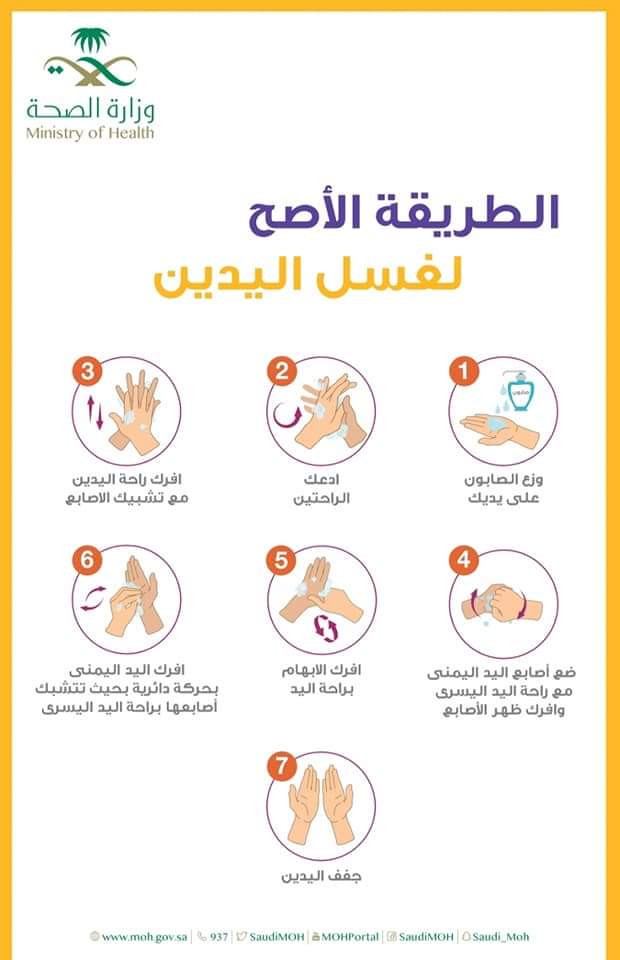 وزارة الصحة
Ministry of Health
الطريقة الأصح
لغسل اليدين
1
صابون
وزع الصابون
على يديك
2
ادعك
الراحتين
3
افرك راحة اليدين
مع تشبيك الاصابع
4
ضع أصابع اليد اليمنى
مع راحة اليد اليسرى
وافرك ظهر الأصابع
5
افرك الابهام
براحة اليد
6
افرك اليد اليمنى
بحركة دائرية بحيث تتشبك
أصابعها براحة اليد اليسرى
7
جفف اليدين
www.moh.gov.sa | 937 | SaudiMOH | MOHPortal | SaudiMOH | Saudi_Moh